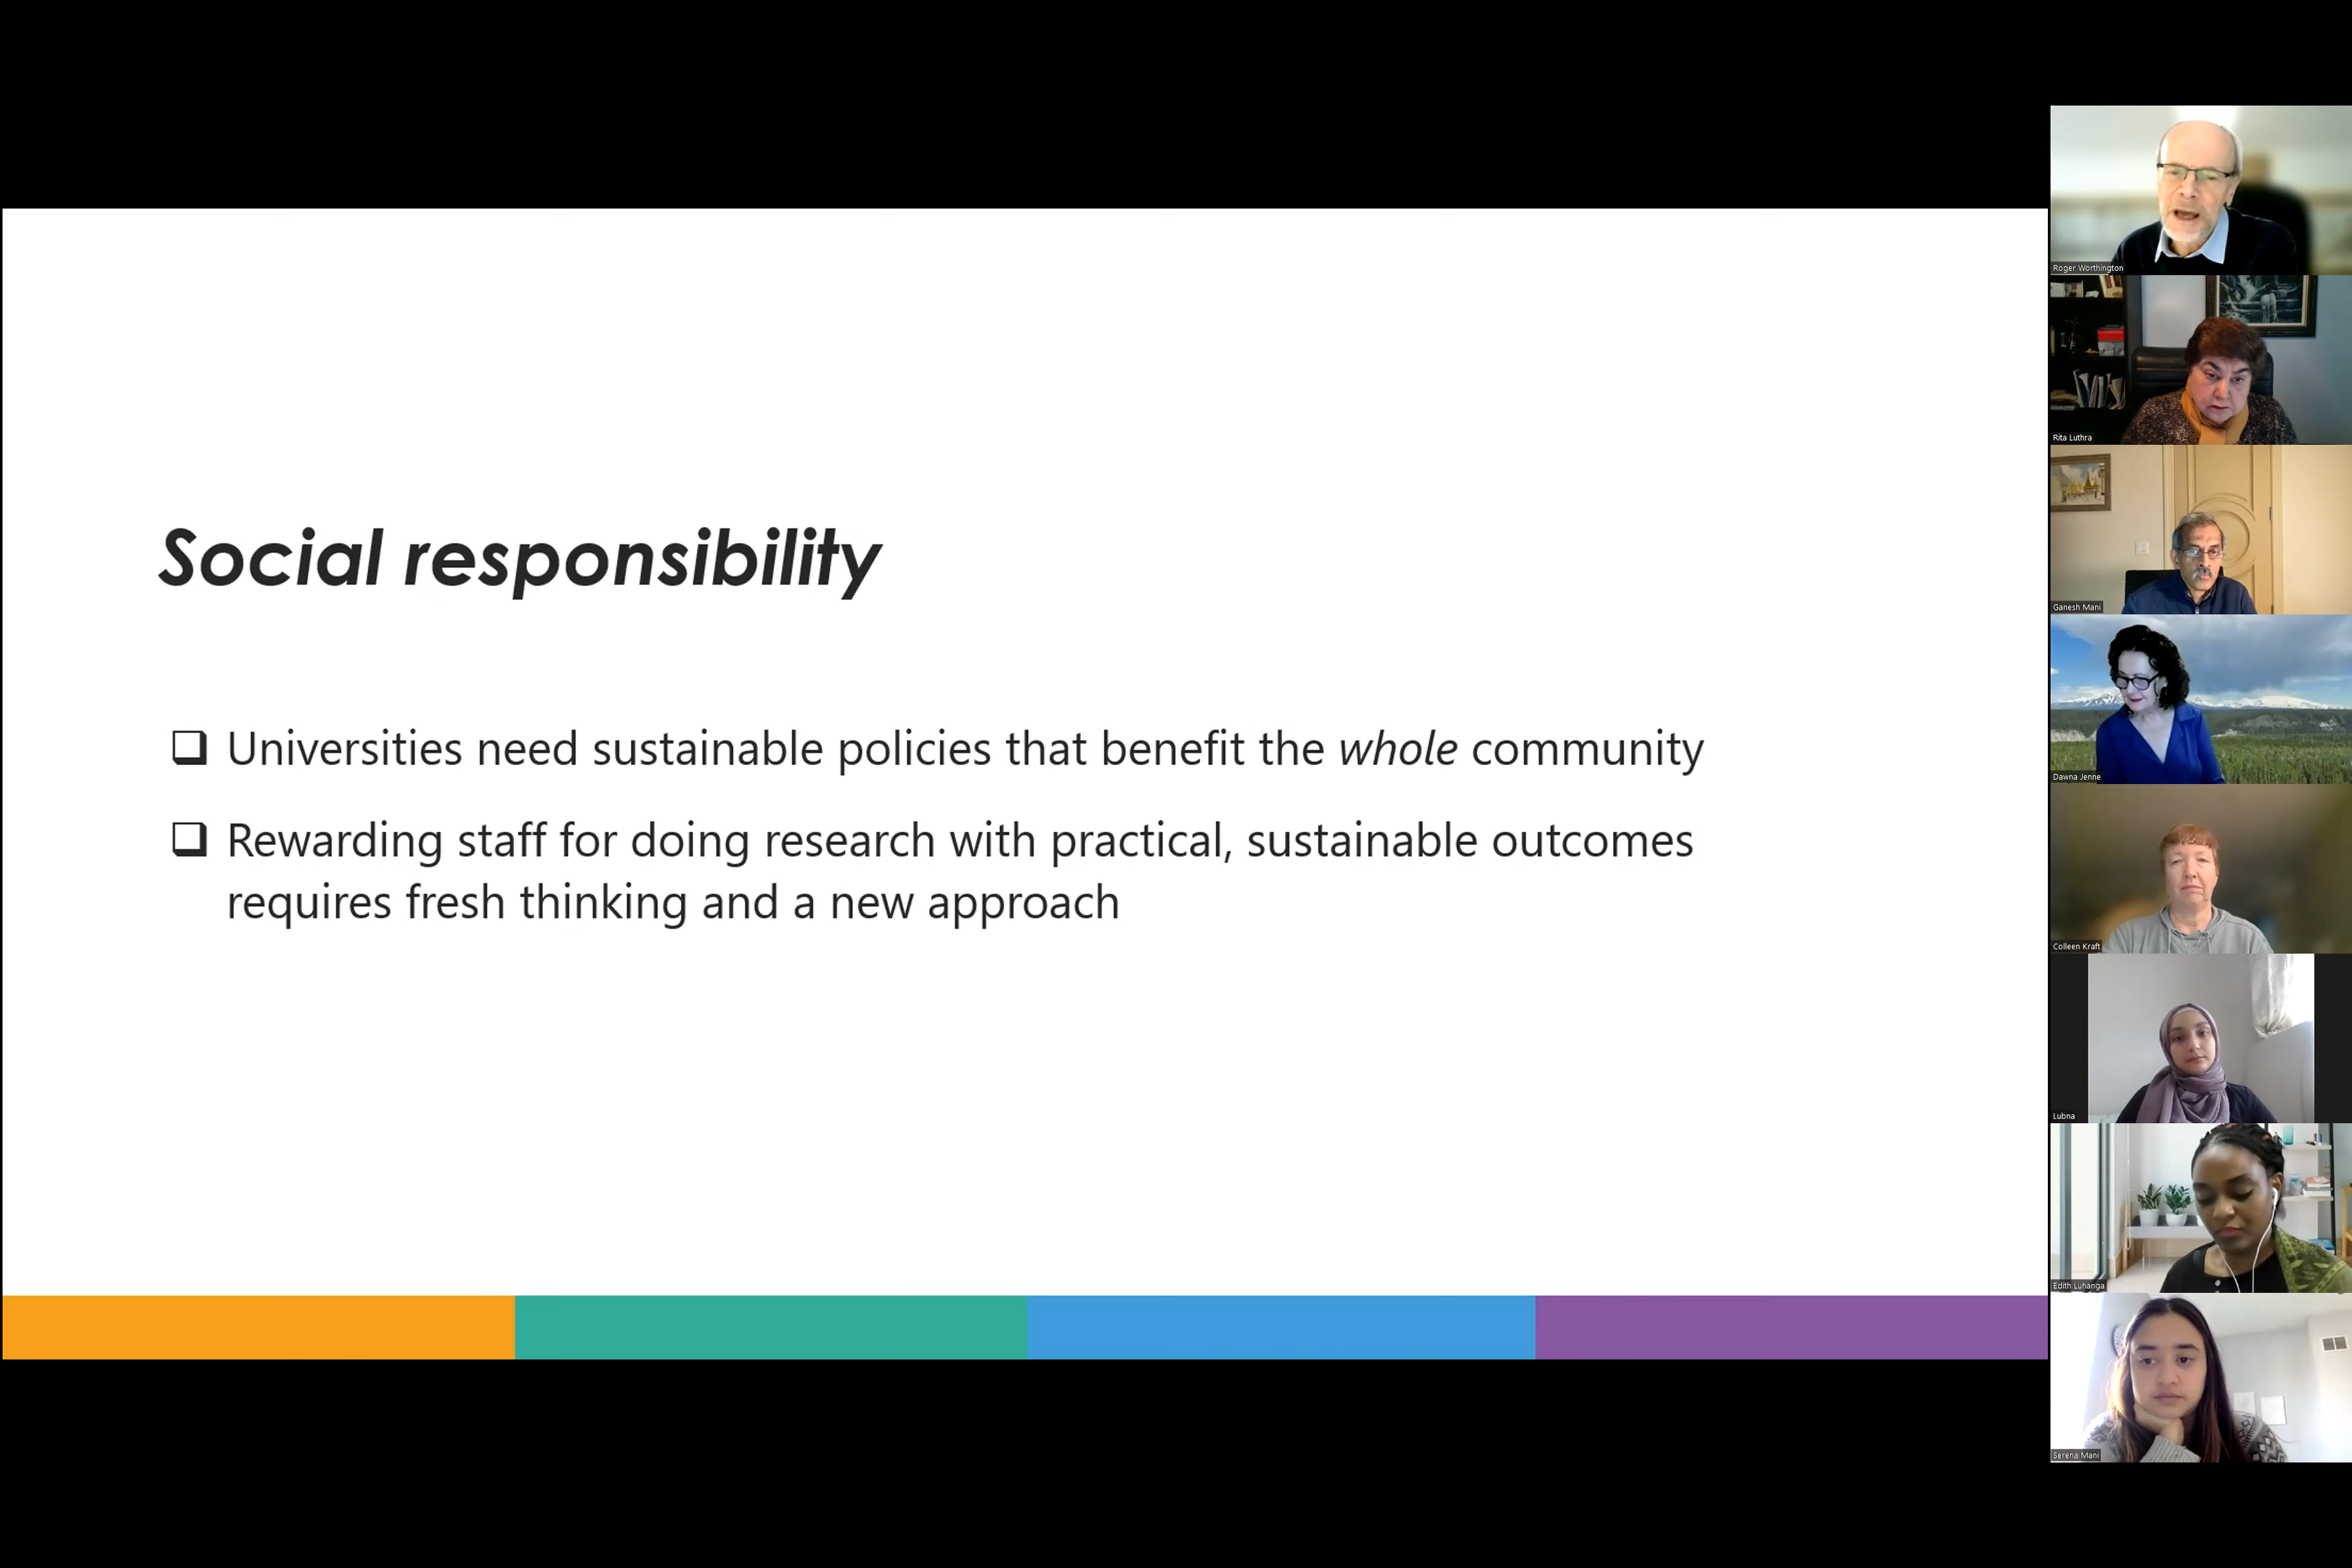 Social responsibility
Universities need sustainable policies that benefit the whole community
Rewarding staff for doing research with practical, sustainable outcomes
requires fresh thinking and a new approach
Roger Worthington
Rita Luthra
Ganesh Mani
Dawna Jenne
Colleen Kraft
Lubna
Edith Luhanga
Serena Mani